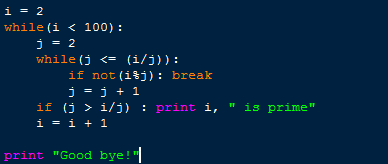 i = 2
while(i < 100):
    j = 2
    while(j <= (i/j)):
        if not(i%j): break
        j = j + 1
    if (j > i/j) : print i, " is prime"
    i = i + 1

print "Good bye!"